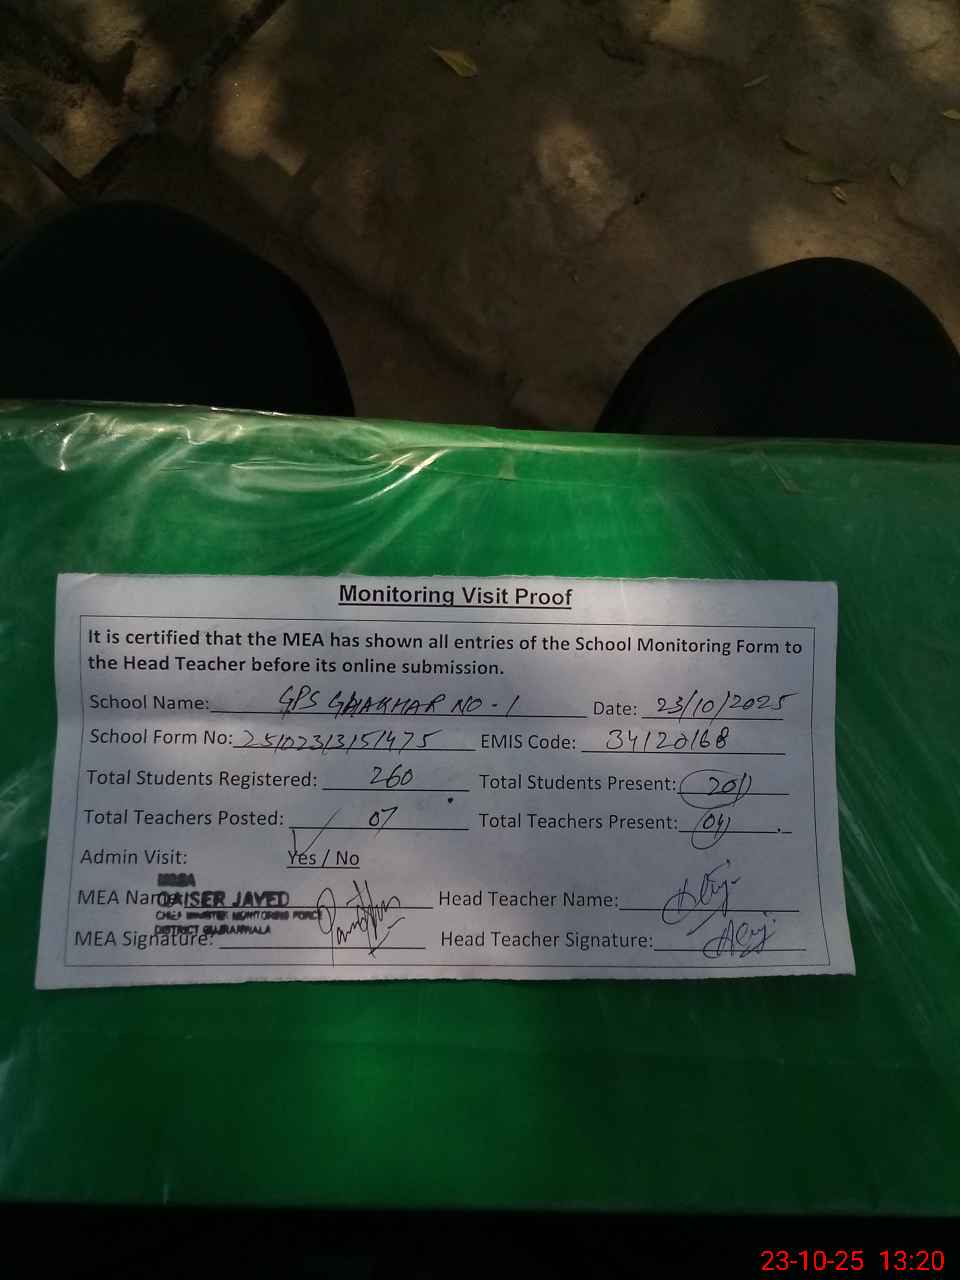 Monitoring Visit Proof
It is certified that the MEA has shown all entries of the School Monitoring Form to
the Head Teacher before its online submission.
School Name: GPS GHAKHAR NO - 1 Date: 23/10/2025
School Form No: EMIS Code: 34120168
Total Students Registered: 260 Total Students Present: 201
Total Teachers Posted: 07 Total Teachers Present: 04
Admin Visit: Yes / No
MEA Name: QAISER JAVED Head Teacher Name:
CHIEF MINISTER MONITORING FORCE
DISTRICT GUJRANWALA
MEA Signature: Head Teacher Signature:
23-10-25 13:20